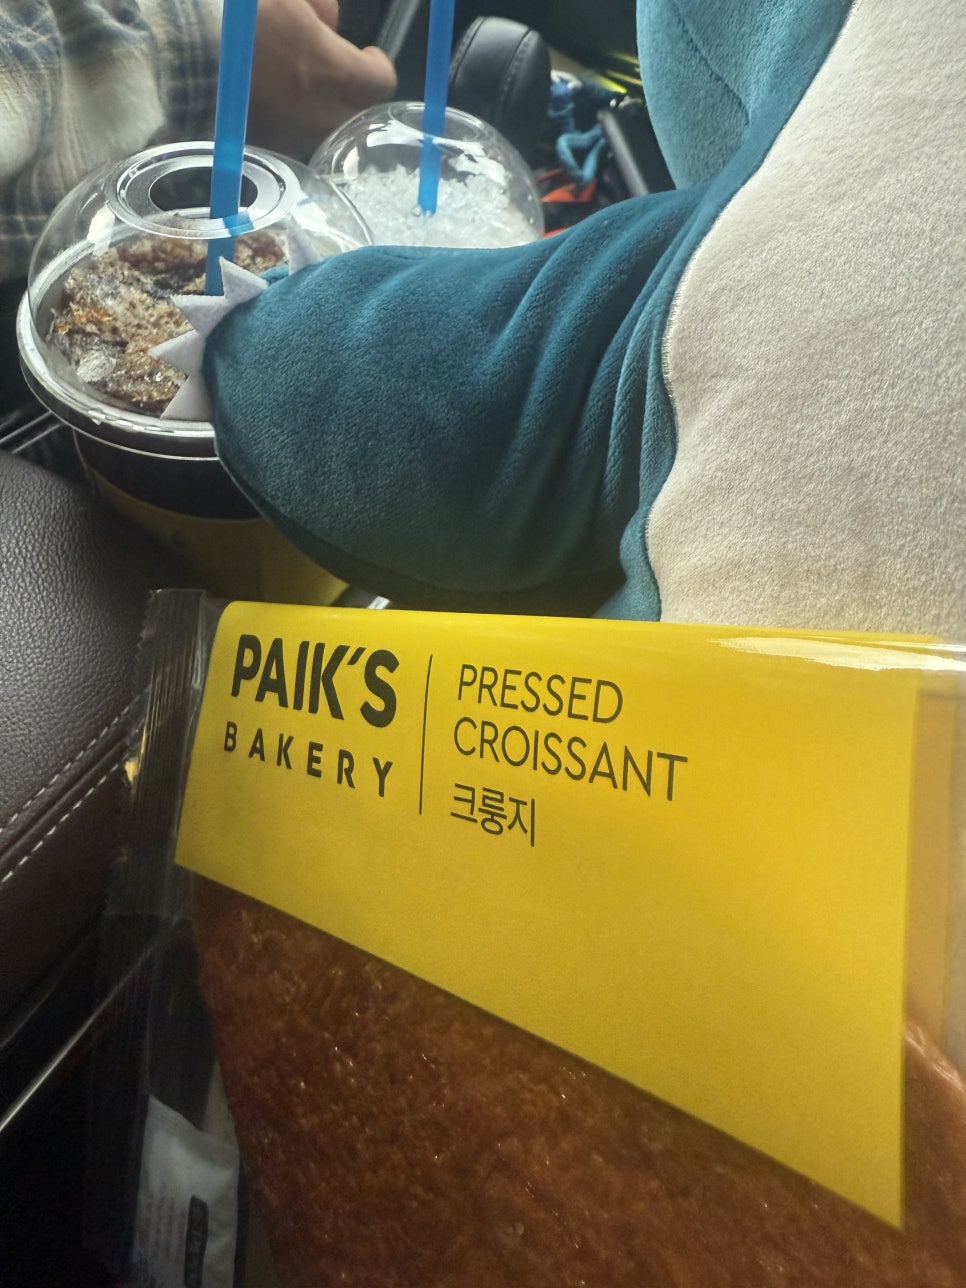 PAIK'S
BAKERY
PRESSED
CROISSANT
크룽지